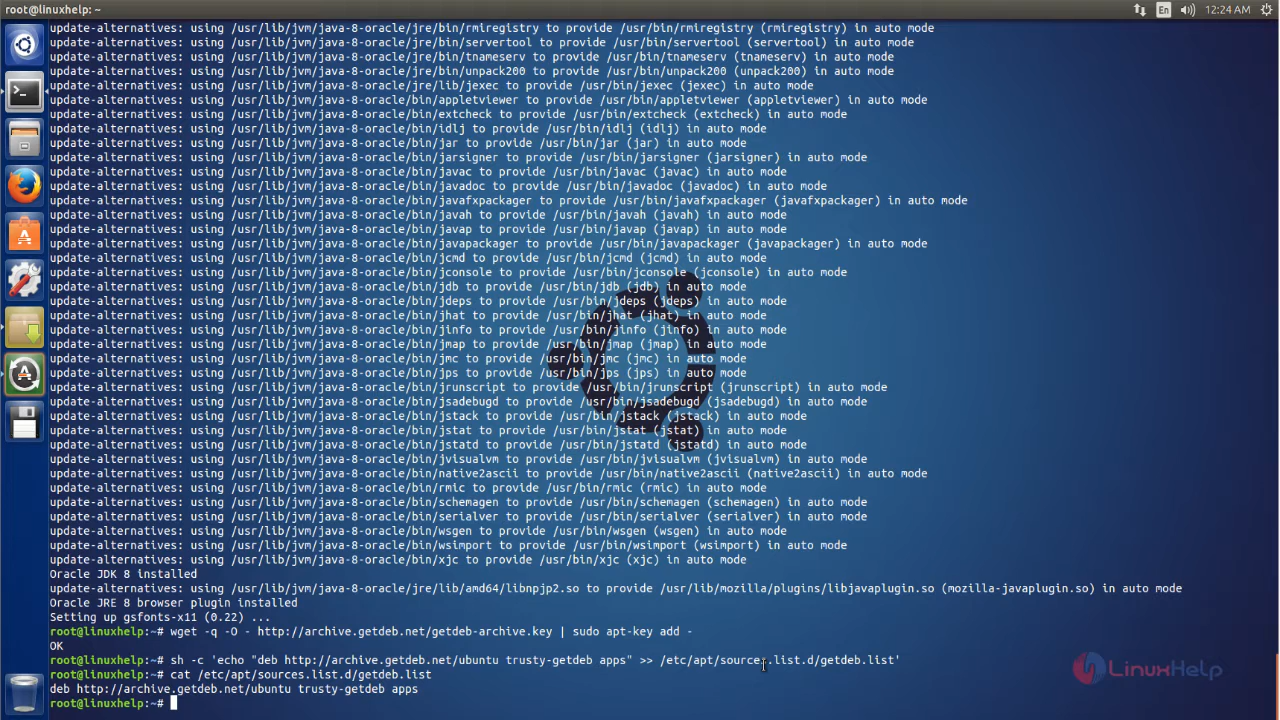 root@linuxhelp: ~
En
12:24 AM
update-alternatives: using /usr/lib/jvm/java-8-oracle/jre/bin/rmiregistry to provide /usr/bin/rmiregistry (rmiregistry) in auto mode
update-alternatives: using /usr/lib/jvm/java-8-oracle/jre/bin/servertool to provide /usr/bin/servertool (servertool) in auto mode
update-alternatives: using /usr/lib/jvm/java-8-oracle/jre/bin/tnameserv to provide /usr/bin/tnameserv (tnameserv) in auto mode
update-alternatives: using /usr/lib/jvm/java-8-oracle/jre/bin/unpack200 to provide /usr/bin/unpack200 (unpack200) in auto mode
update-alternatives: using /usr/lib/jvm/java-8-oracle/jre/lib/jexec to provide /usr/bin/jexec (jexec) in auto mode
update-alternatives: using /usr/lib/jvm/java-8-oracle/bin/appletviewer to provide /usr/bin/appletviewer (appletviewer) in auto mode
update-alternatives: using /usr/lib/jvm/java-8-oracle/bin/extcheck to provide /usr/bin/extcheck (extcheck) in auto mode
update-alternatives: using /usr/lib/jvm/java-8-oracle/bin/idlj to provide /usr/bin/idlj (idlj) in auto mode
update-alternatives: using /usr/lib/jvm/java-8-oracle/bin/jar to provide /usr/bin/jar (jar) in auto mode
update-alternatives: using /usr/lib/jvm/java-8-oracle/bin/jarsigner to provide /usr/bin/jarsigner (jarsigner) in auto mode
update-alternatives: using /usr/lib/jvm/java-8-oracle/bin/javac to provide /usr/bin/javac (javac) in auto mode
update-alternatives: using /usr/lib/jvm/java-8-oracle/bin/javadoc to provide /usr/bin/javadoc (javadoc) in auto mode
update-alternatives: using /usr/lib/jvm/java-8-oracle/bin/javafxpackager to provide /usr/bin/javafxpackager (javafxpackager) in auto mode
update-alternatives: using /usr/lib/jvm/java-8-oracle/bin/javah to provide /usr/bin/javah (javah) in auto mode
update-alternatives: using /usr/lib/jvm/java-8-oracle/bin/javap to provide /usr/bin/javap (javap) in auto mode
update-alternatives: using /usr/lib/jvm/java-8-oracle/bin/javapackager to provide /usr/bin/javapackager (javapackager) in auto mode
update-alternatives: using /usr/lib/jvm/java-8-oracle/bin/jcmd to provide /usr/bin/jcmd (jcmd) in auto mode
update-alternatives: using /usr/lib/jvm/java-8-oracle/bin/jconsole to provide /usr/bin/jconsole (jconsole) in auto mode
update-alternatives: using /usr/lib/jvm/java-8-oracle/bin/jdb to provide /usr/bin/jdb (jdb) in auto mode
update-alternatives: using /usr/lib/jvm/java-8-oracle/bin/jdeps to provide /usr/bin/jdeps (jdeps) in auto mode
update-alternatives: using /usr/lib/jvm/java-8-oracle/bin/jhat to provide /usr/bin/jhat (jhat) in auto mode
update-alternatives: using /usr/lib/jvm/java-8-oracle/bin/jinfo to provide /usr/bin/jinfo (jinfo) in auto mode
update-alternatives: using /usr/lib/jvm/java-8-oracle/bin/jmap to provide /usr/bin/jmap (jmap) in auto mode
update-alternatives: using /usr/lib/jvm/java-8-oracle/bin/jmc to provide /usr/bin/jmc (jmc) in auto mode
update-alternatives: using /usr/lib/jvm/java-8-oracle/bin/jps to provide /usr/bin/jps (jps) in auto mode
update-alternatives: using /usr/lib/jvm/java-8-oracle/bin/jrunscript to provide /usr/bin/jrunscript (jrunscript) in auto mode
update-alternatives: using /usr/lib/jvm/java-8-oracle/bin/jsadebugd to provide /usr/bin/jsadebugd (jsadebugd) in auto mode
update-alternatives: using /usr/lib/jvm/java-8-oracle/bin/jstack to provide /usr/bin/jstack (jstack) in auto mode
update-alternatives: using /usr/lib/jvm/java-8-oracle/bin/jstat to provide /usr/bin/jstat (jstat) in auto mode
update-alternatives: using /usr/lib/jvm/java-8-oracle/bin/jstatd to provide /usr/bin/jstatd (jstatd) in auto mode
update-alternatives: using /usr/lib/jvm/java-8-oracle/bin/jvisualvm to provide /usr/bin/jvisualvm (jvisualvm) in auto mode
update-alternatives: using /usr/lib/jvm/java-8-oracle/bin/native2ascii to provide /usr/bin/native2ascii (native2ascii) in auto mode
update-alternatives: using /usr/lib/jvm/java-8-oracle/bin/rmic to provide /usr/bin/rmic (rmic) in auto mode
update-alternatives: using /usr/lib/jvm/java-8-oracle/bin/schemagen to provide /usr/bin/schemagen (schemagen) in auto mode
update-alternatives: using /usr/lib/jvm/java-8-oracle/bin/serialver to provide /usr/bin/serialver (serialver) in auto mode
update-alternatives: using /usr/lib/jvm/java-8-oracle/bin/wsgen to provide /usr/bin/wsgen (wsgen) in auto mode
update-alternatives: using /usr/lib/jvm/java-8-oracle/bin/wsimport to provide /usr/bin/wsimport (wsimport) in auto mode
update-alternatives: using /usr/lib/jvm/java-8-oracle/bin/xjc to provide /usr/bin/xjc (xjc) in auto mode
Oracle JDK 8 installed
update-alternatives: using /usr/lib/jvm/java-8-oracle/jre/lib/amd64/libnpjp2.so to provide /usr/lib/mozilla/plugins/libjavaplugin.so (mozilla-javaplugin.so) in auto mode
Oracle JRE 8 browser plugin installed
Setting up gsfonts-x11 (0.22) ...
root@linuxhelp:~# wget -q -O - http://archive.getdeb.net/getdeb-archive.key | sudo apt-key add -
OK
root@linuxhelp:~# sh -c 'echo "deb http://archive.getdeb.net/ubuntu trusty-getdeb apps" >> /etc/apt/sources.list.d/getdeb.list'
root@linuxhelp:~# cat /etc/apt/sources.list.d/getdeb.list
deb http://archive.getdeb.net/ubuntu trusty-getdeb apps
root@linuxhelp:~#
LinuxHelp